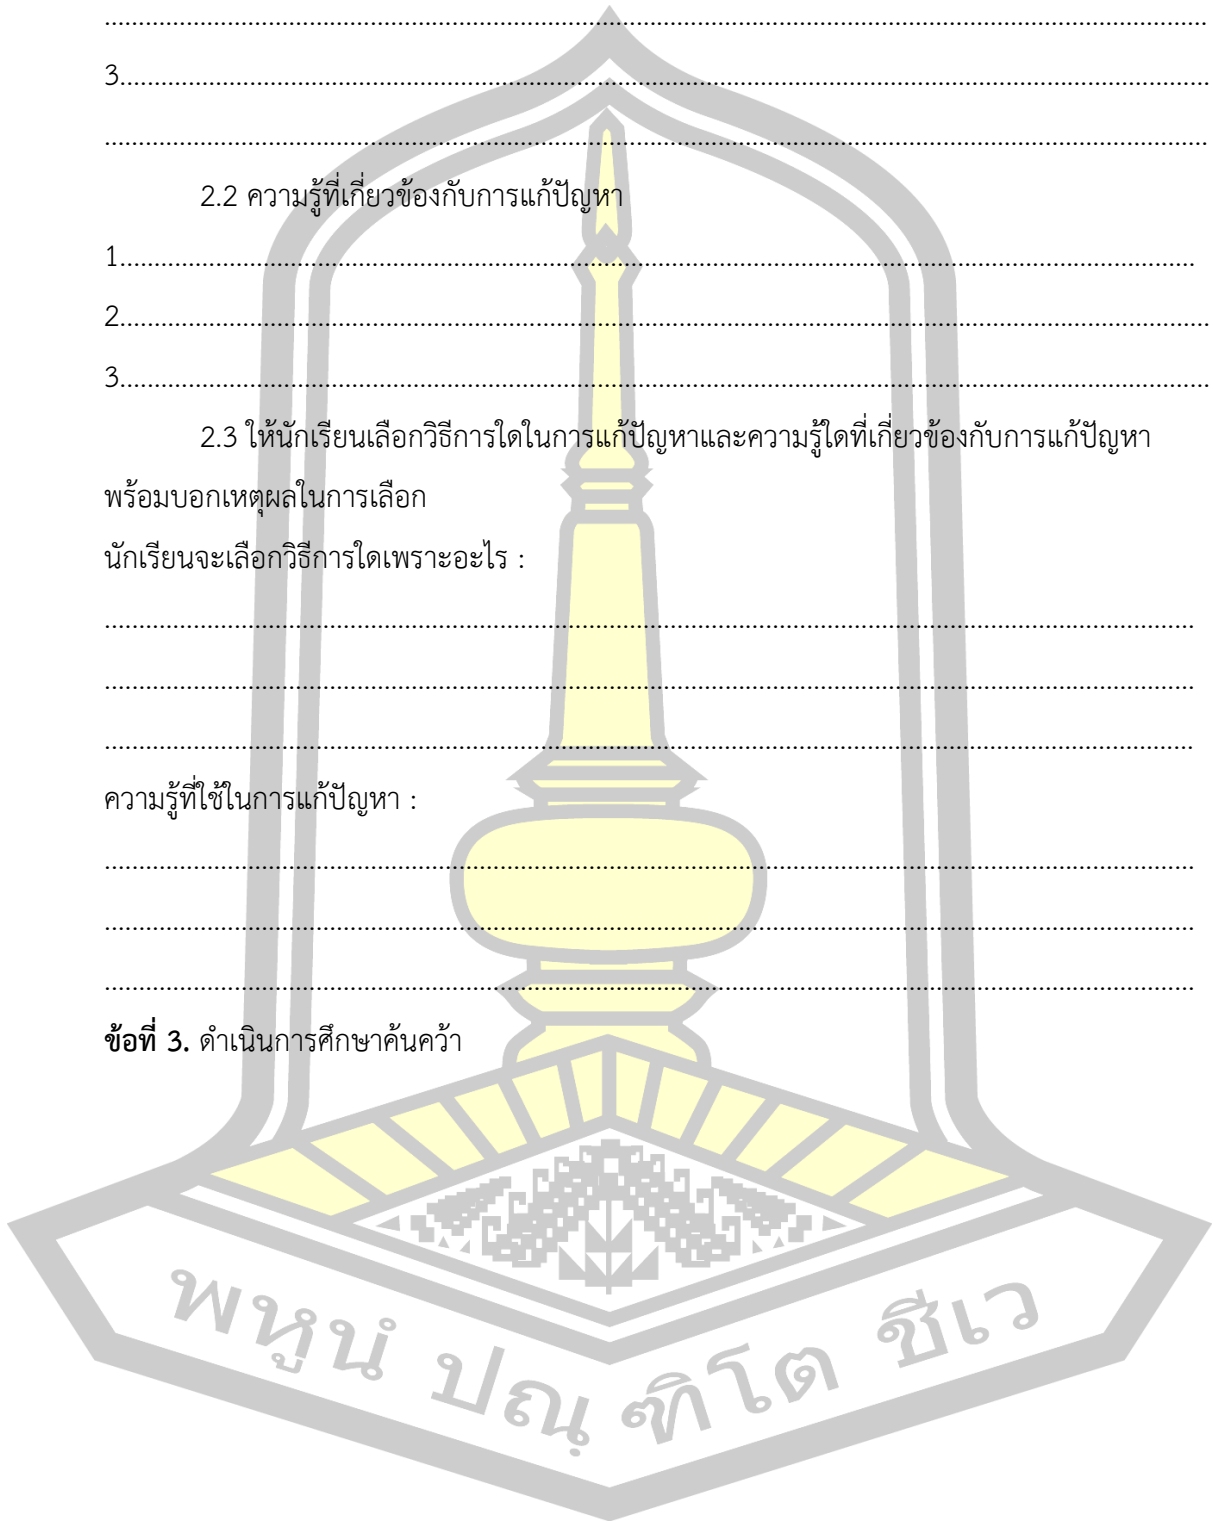 ..........................................................................................................................................
3........................................................................................................................................
..........................................................................................................................................
2.2 ความรู้ที่เกี่ยวข้องกับการแก้ปัญหา
1......................................................................................................................................
2........................................................................................................................................
3........................................................................................................................................
2.3 ให้นักเรียนเลือกวิธีการใดในการแก้ปัญหาและความรู้ใดที่เกี่ยวข้องกับการแก้ปัญหา
พร้อมบอกเหตุผลในการเลือก
นักเรียนจะเลือกวิธีการใดเพราะอะไร :
........................................................................................................................................
........................................................................................................................................
........................................................................................................................................
ความรู้ที่ใช้ในการแก้ปัญหา :
........................................................................................................................................
........................................................................................................................................
........................................................................................................................................
ข้อที่ 3. ดำเนินการศึกษาค้นคว้า
พหูนํ ปณฺฑิโต ชีเว